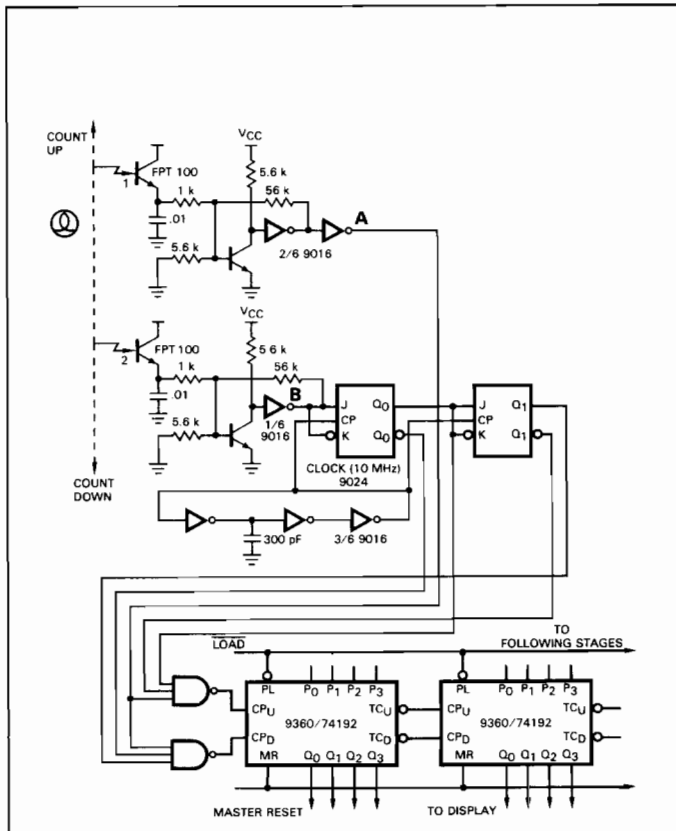 COUNT
UP
FPT 100
1
1 k
.01
5.6 k
VCC
5.6 k
56 k
A
2/6 9016
FPT 100
2
1 k
.01
5.6 k
VCC
5 6 k
56 k
B
1/6
9016
J Q0
CP
K Q0
CLOCK (10 MHz)
9024
J Q1
CP
K Q1
COUNT
DOWN
300 pF
3/6 9016
LOAD
TO
FOLLOWING STAGES
PL P0 P1 P2 P3
CPU TCU
9360/74192
CPD TCD
MR Q0 Q1 Q2 Q3
PL P0 P1 P2 P3
CPU TCU
9360/74192
CPD TCD
MR Q0 Q1 Q2 Q3
MASTER RESET
TO DISPLAY